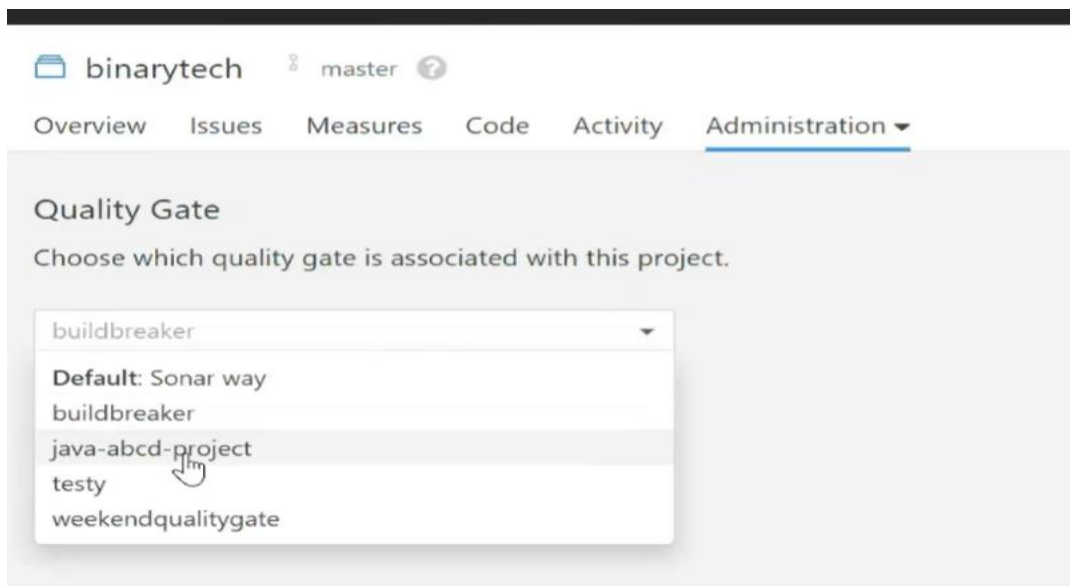 binarytech master ?
Overview Issues Measures Code Activity Administration
Quality Gate
Choose which quality gate is associated with this project.
buildbreaker
Default: Sonar way
buildbreaker
java-abcd-project
testy
weekendqualitygate